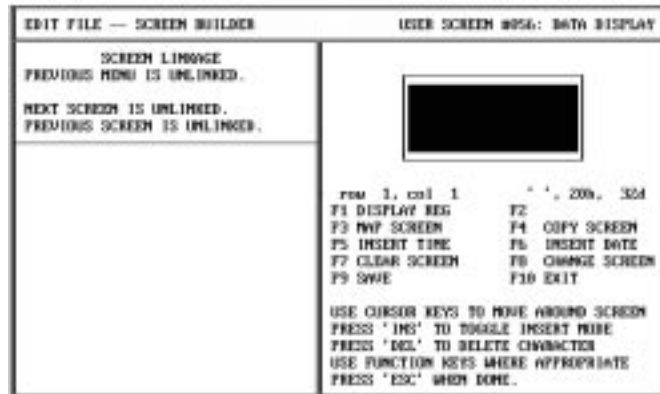 EDIT FILE — SCREEN BUILDER
USER SCREEN #056: DATA DISPLAY
SCREEN LINKAGE
PREVIOUS MENU IS UNLINKED.
NEXT SCREEN IS UNLINKED.
PREVIOUS SCREEN IS UNLINKED.
row 1, col 1 ' ', 20h, 32d
F1 DISPLAY REG F2
F3 MAP SCREEN F4 COPY SCREEN
F5 INSERT TIME F6 INSERT DATE
F7 CLEAR SCREEN F8 CHANGE SCREEN
F9 SAVE F10 EXIT
USE CURSOR KEYS TO MOVE AROUND SCREEN
PRESS 'INS' TO TOGGLE INSERT MODE
PRESS 'DEL' TO DELETE CHARACTER
USE FUNCTION KEYS WHERE APPROPRIATE
PRESS 'ESC' WHEN DONE.